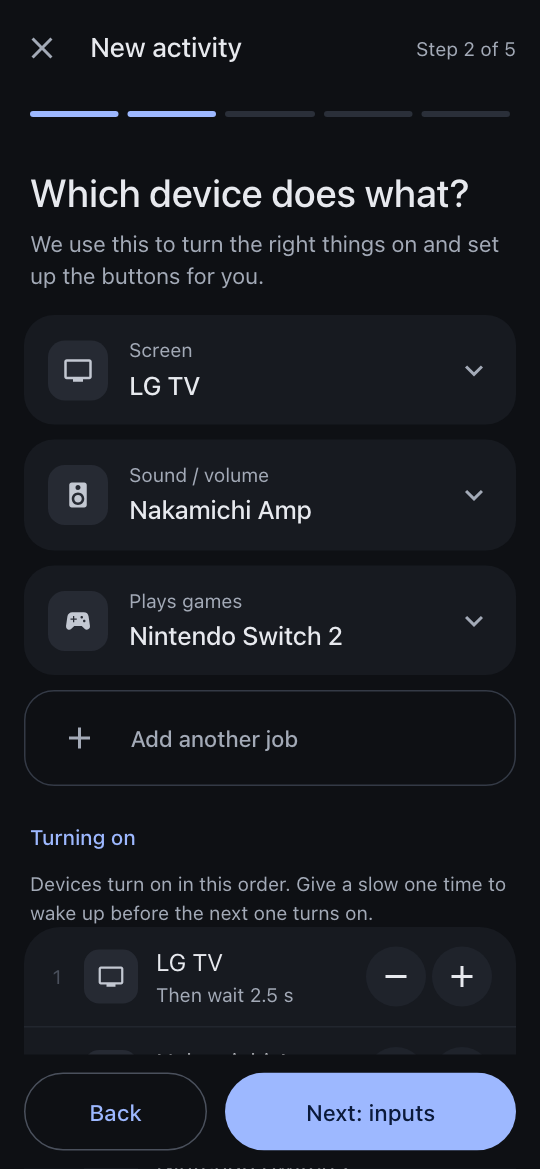 New activity
Step 2 of 5
Which device does what?
We use this to turn the right things on and set
up the buttons for you.
Screen
LG TV
Sound / volume
Nakamichi Amp
Plays games
Nintendo Switch 2
Add another job
Turning on
Devices turn on in this order. Give a slow one time to
wake up before the next one turns on.
1
LG TV
Then wait 2.5 s
Back
Next: inputs